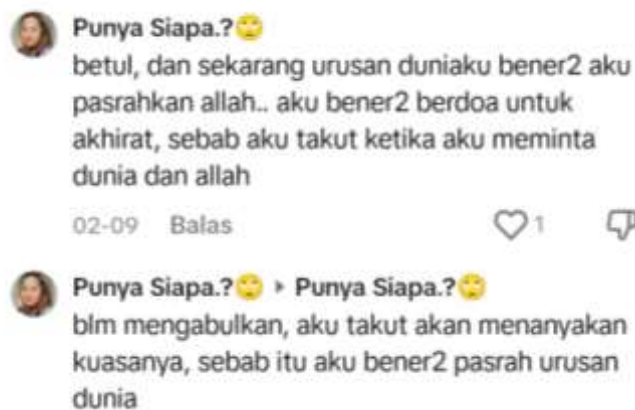 Punya Siapa.?🙄
betul, dan sekarang urusan duniaku bener2 aku
pasrahkan allah.. aku bener2 berdoa untuk
akhirat, sebab aku takut ketika aku meminta
dunia dan allah
02-09 Balas 1
Punya Siapa.?🙄 ▸ Punya Siapa.?🙄
blm mengabulkan, aku takut akan menanyakan
kuasanya, sebab itu aku bener2 pasrah urusan
dunia